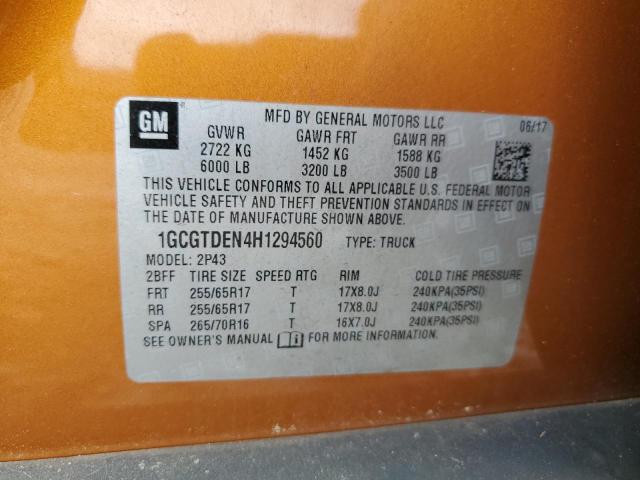 GM
MFD BY GENERAL MOTORS LLC 06/17
GVWR GAWR FRT GAWR RR
2722 KG 1452 KG 1588 KG
6000 LB 3200 LB 3500 LB
THIS VEHICLE CONFORMS TO ALL APPLICABLE U.S. FEDERAL MOTOR
VEHICLE SAFETY AND THEFT PREVENTION STANDARDS IN EFFECT ON
THE DATE OF MANUFACTURE SHOWN ABOVE.
1GCGTDEN4H1294560 TYPE: TRUCK
MODEL: 2P43
2BFF TIRE SIZE SPEED RTG RIM COLD TIRE PRESSURE
FRT 255/65R17 T 17X8.0J 240KPA(35PSI)
RR 255/65R17 T 17X8.0J 240KPA(35PSI)
SPA 265/70R16 T 16X7.0J 240KPA(35PSI)
SEE OWNER'S MANUAL FOR MORE INFORMATION.